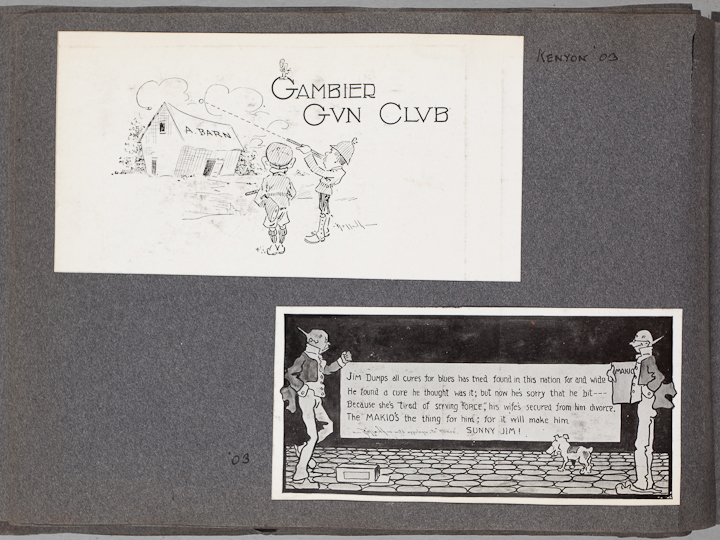 KENYON '03
GAMBIER
GVN CLVB
A. BARN
JIM DUMPS all cures for blues has tried found in this nation far and wide
He found a cure he thought was it; but now he's sorry that he bit---
Because she's tired of serving "FORCE", his wife's secured from him divorce.
The "MAKIO'S" the thing for him; for it will make him
SUNNY JIM!
MAKIO
'03